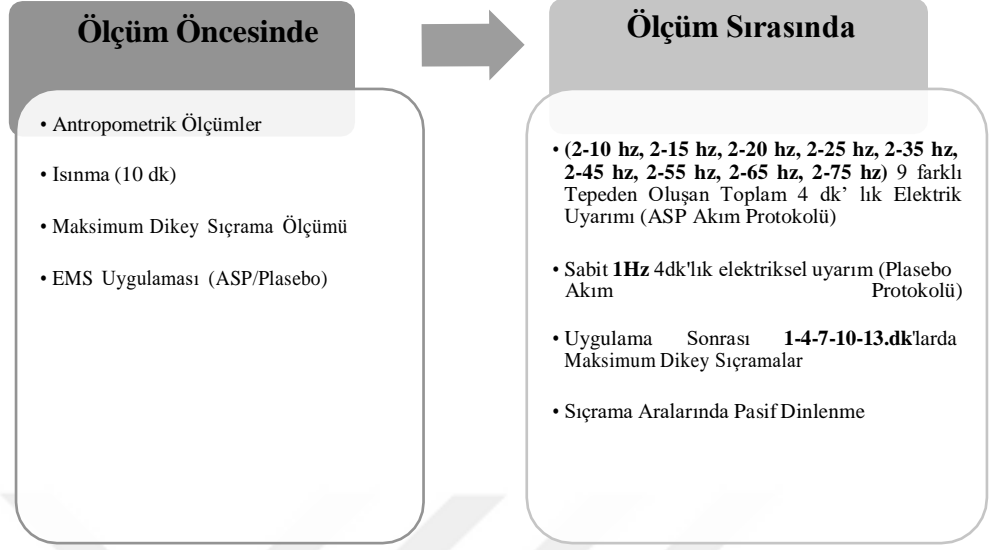 Ölçüm Öncesinde
• Antropometrik Ölçümler
• Isınma (10 dk)
• Maksimum Dikey Sıçrama Ölçümü
• EMS Uygulaması (ASP/Plasebo)
Ölçüm Sırasında
• (2-10 hz, 2-15 hz, 2-20 hz, 2-25 hz, 2-35 hz,
2-45 hz, 2-55 hz, 2-65 hz, 2-75 hz) 9 farklı
Tepeden Oluşan Toplam 4 dk’ lık Elektrik
Uyarımı (ASP Akım Protokolü)
• Sabit 1Hz 4dk'lık elektriksel uyarım (Plasebo
Akım Protokolü)
• Uygulama Sonrası 1-4-7-10-13.dk'larda
Maksimum Dikey Sıçramalar
• Sıçrama Aralarında Pasif Dinlenme